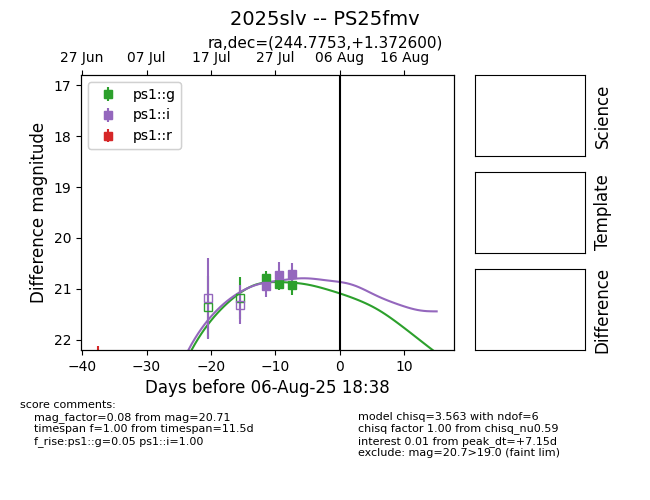 2025slv -- PS25fmv
ra,dec=(244.7753,+1.372600)
27 Jun 07 Jul 17 Jul 27 Jul 06 Aug 16 Aug
ps1::g
ps1::i
ps1::r
17
18
19
20
21
22
Difference magnitude
−40 −30 −20 −10 0 10
Days before 06-Aug-25 18:38
Science
Template
Difference
score comments:
mag_factor=0.08 from mag=20.71
timespan f=1.00 from timespan=11.5d
f_rise:ps1::g=0.05 ps1::i=1.00
model chisq=3.563 with ndof=6
chisq factor 1.00 from chisq_nu0.59
interest 0.01 from peak_dt=+7.15d
exclude: mag=20.7>19.0 (faint lim)